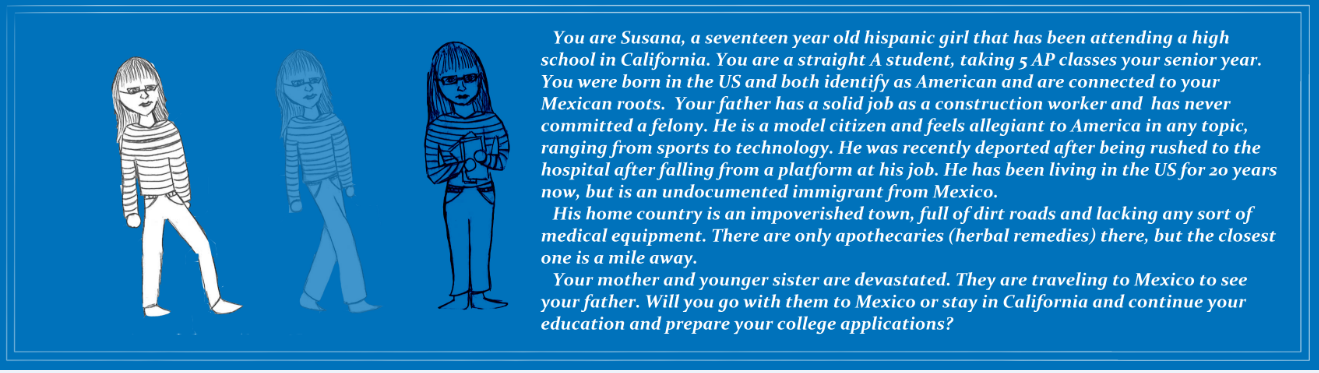 You are Susana, a seventeen year old hispanic girl that has been attending a high
school in California. You are a straight A student, taking 5 AP classes your senior year.
You were born in the US and both identify as American and are connected to your
Mexican roots. Your father has a solid job as a construction worker and has never
committed a felony. He is a model citizen and feels allegiant to America in any topic,
ranging from sports to technology. He was recently deported after being rushed to the
hospital after falling from a platform at his job. He has been living in the US for 20 years
now, but is an undocumented immigrant from Mexico.
His home country is an impoverished town, full of dirt roads and lacking any sort of
medical equipment. There are only apothecaries (herbal remedies) there, but the closest
one is a mile away.
Your mother and younger sister are devastated. They are traveling to Mexico to see
your father. Will you go with them to Mexico or stay in California and continue your
education and prepare your college applications?